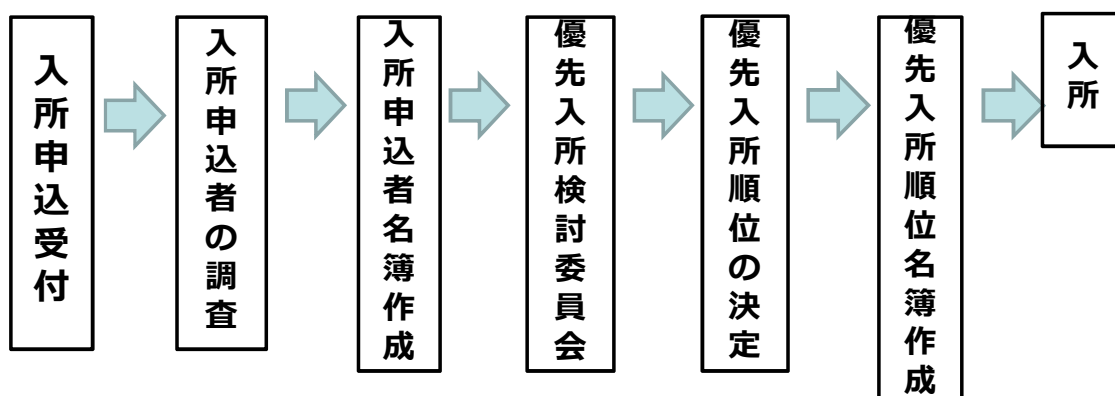 入所申込受付
入所申込者の調査
入所申込者名簿作成
優先入所検討委員会
優先入所順位の決定
優先入所順位名簿作成
入所